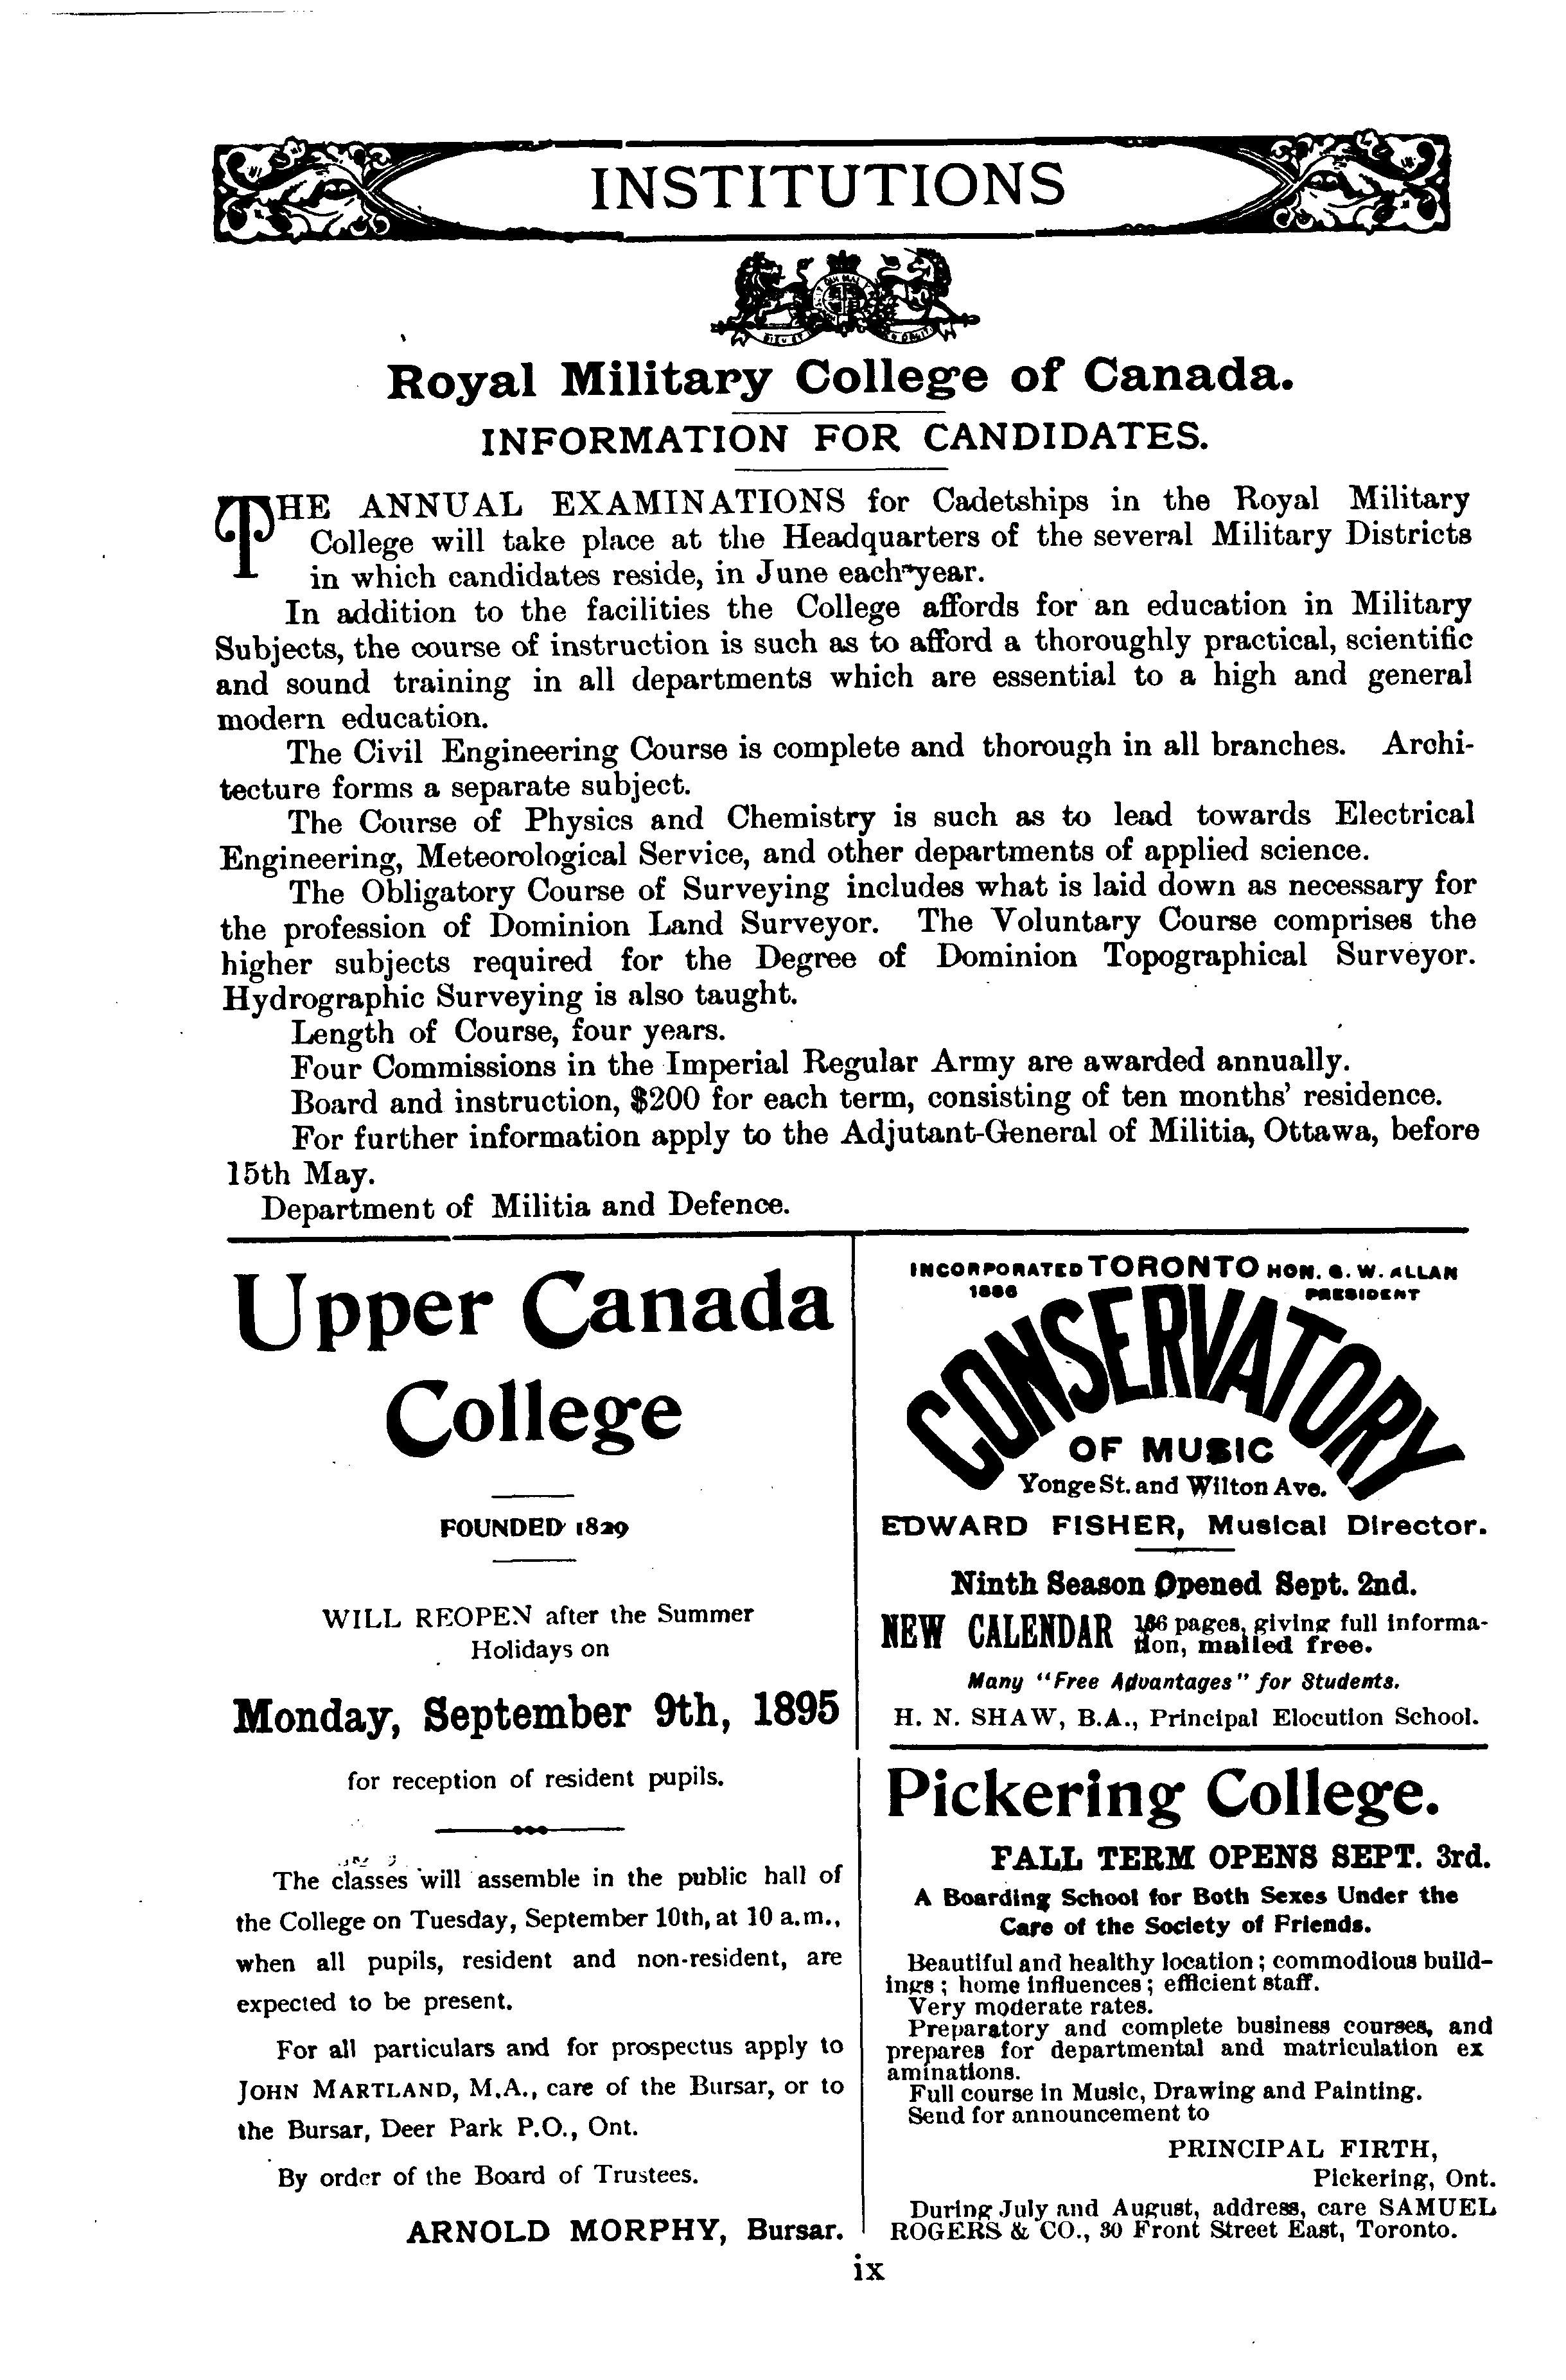 INSTITUTIONS
Royal Military College of Canada.
INFORMATION FOR CANDIDATES.
THE ANNUAL EXAMINATIONS for Cadetships in the Royal Military
College will take place at the Headquarters of the several Military Districts
in which candidates reside, in June each year.
In addition to the facilities the College affords for an education in Military
Subjects, the course of instruction is such as to afford a thoroughly practical, scientific
and sound training in all departments which are essential to a high and general
modern education.
The Civil Engineering Course is complete and thorough in all branches. Archi-
tecture forms a separate subject.
The Course of Physics and Chemistry is such as to lead towards Electrical
Engineering, Meteorological Service, and other departments of applied science.
The Obligatory Course of Surveying includes what is laid down as necessary for
the profession of Dominion Land Surveyor. The Voluntary Course comprises the
higher subjects required for the Degree of Dominion Topographical Surveyor.
Hydrographic Surveying is also taught.
Length of Course, four years.
Four Commissions in the Imperial Regular Army are awarded annually.
Board and instruction, $200 for each term, consisting of ten months' residence.
For further information apply to the Adjutant-General of Militia, Ottawa, before
15th May.
Department of Militia and Defence.
Upper Canada
College
FOUNDED 1829
WILL REOPEN after the Summer
Holidays on
Monday, September 9th, 1895
for reception of resident pupils.
The classes will assemble in the public hall of
the College on Tuesday, September 10th, at 10 a.m.,
when all pupils, resident and non-resident, are
expected to be present.
For all particulars and for prospectus apply to
JOHN MARTLAND, M.A., care of the Bursar, or to
the Bursar, Deer Park P.O., Ont.
By order of the Board of Trustees.
ARNOLD MORPHY, Bursar.
INCORPORATED TORONTO HON. G. W. ALLAN
1886 PRESIDENT
CONSERVATORY
OF MUSIC
Yonge St. and Wilton Ave.
EDWARD FISHER, Musical Director.
Ninth Season Opened Sept. 2nd.
NEW CALENDAR pages, giving full informa-
tion, mailed free.
Many "Free Advantages" for Students.
H. N. SHAW, B.A., Principal Elocution School.
Pickering College.
FALL TERM OPENS SEPT. 3rd.
A Boarding School for Both Sexes Under the
Care of the Society of Friends.
Beautiful and healthy location; commodious build-
ings; home influences; efficient staff.
Very moderate rates.
Preparatory and complete business courses, and
prepares for departmental and matriculation ex
aminations.
Full course in Music, Drawing and Painting.
Send for announcement to
PRINCIPAL FIRTH,
Pickering, Ont.
During July and August, address, care SAMUEL
ROGERS & CO., 30 Front Street East, Toronto.
ix